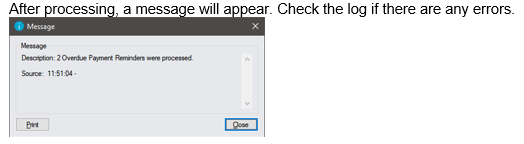 After processing, a message will appear. Check the log if there are any errors.
Message
Message
Description: 2 Overdue Payment Reminders were processed.
Source: 11:51:04 -
Print
Close